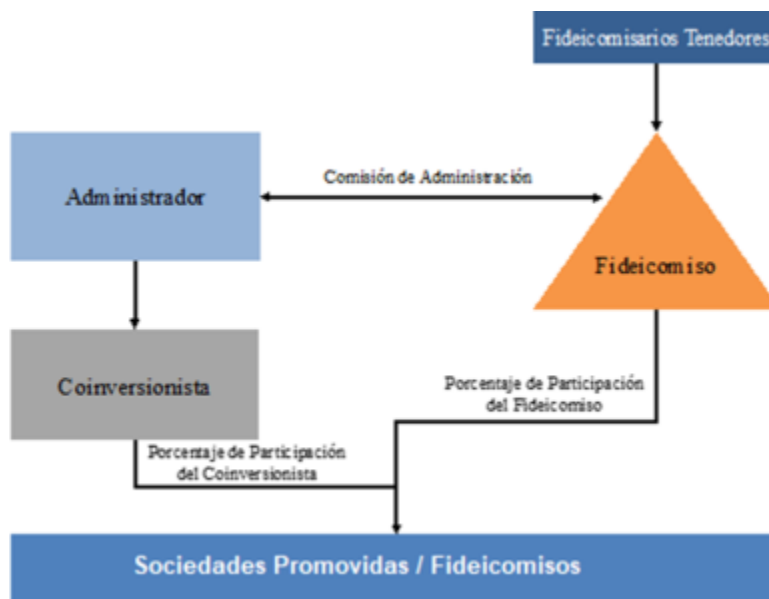 Fideicomisarios Tenedores
Comisión de Administración
Administrador
Fideicomiso
Coinversionista
Porcentaje de Participación
del Fideicomiso
Porcentaje de Participación
del Coinversionista
Sociedades Promovidas / Fideicomisos